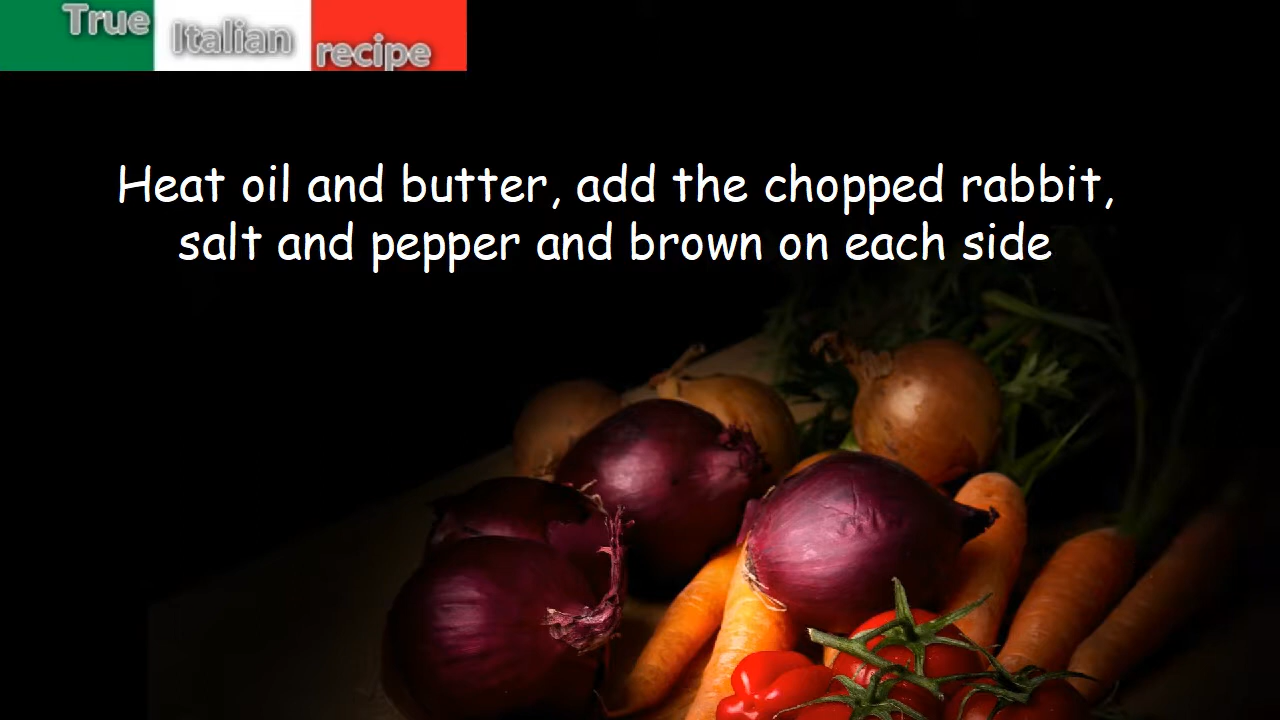 True Italian recipe
Heat oil and butter, add the chopped rabbit,
salt and pepper and brown on each side